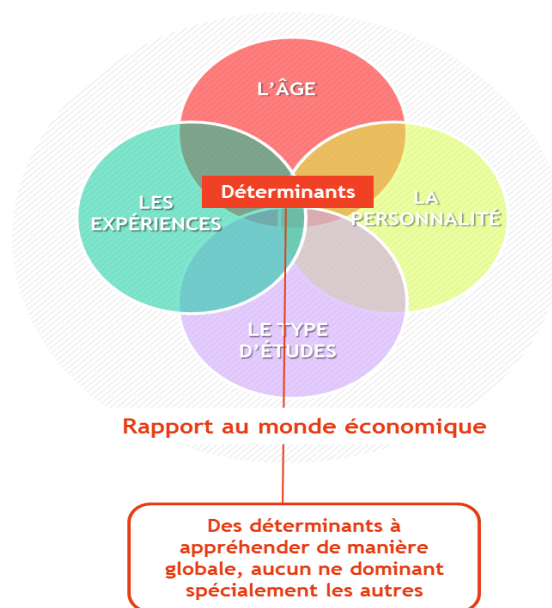 L'ÂGE
Déterminants
LES
EXPÉRIENCES
LA
PERSONNALITÉ
LE TYPE
D'ÉTUDES
Rapport au monde économique
Des déterminants à
appréhender de manière
globale, aucun ne dominant
spécialement les autres